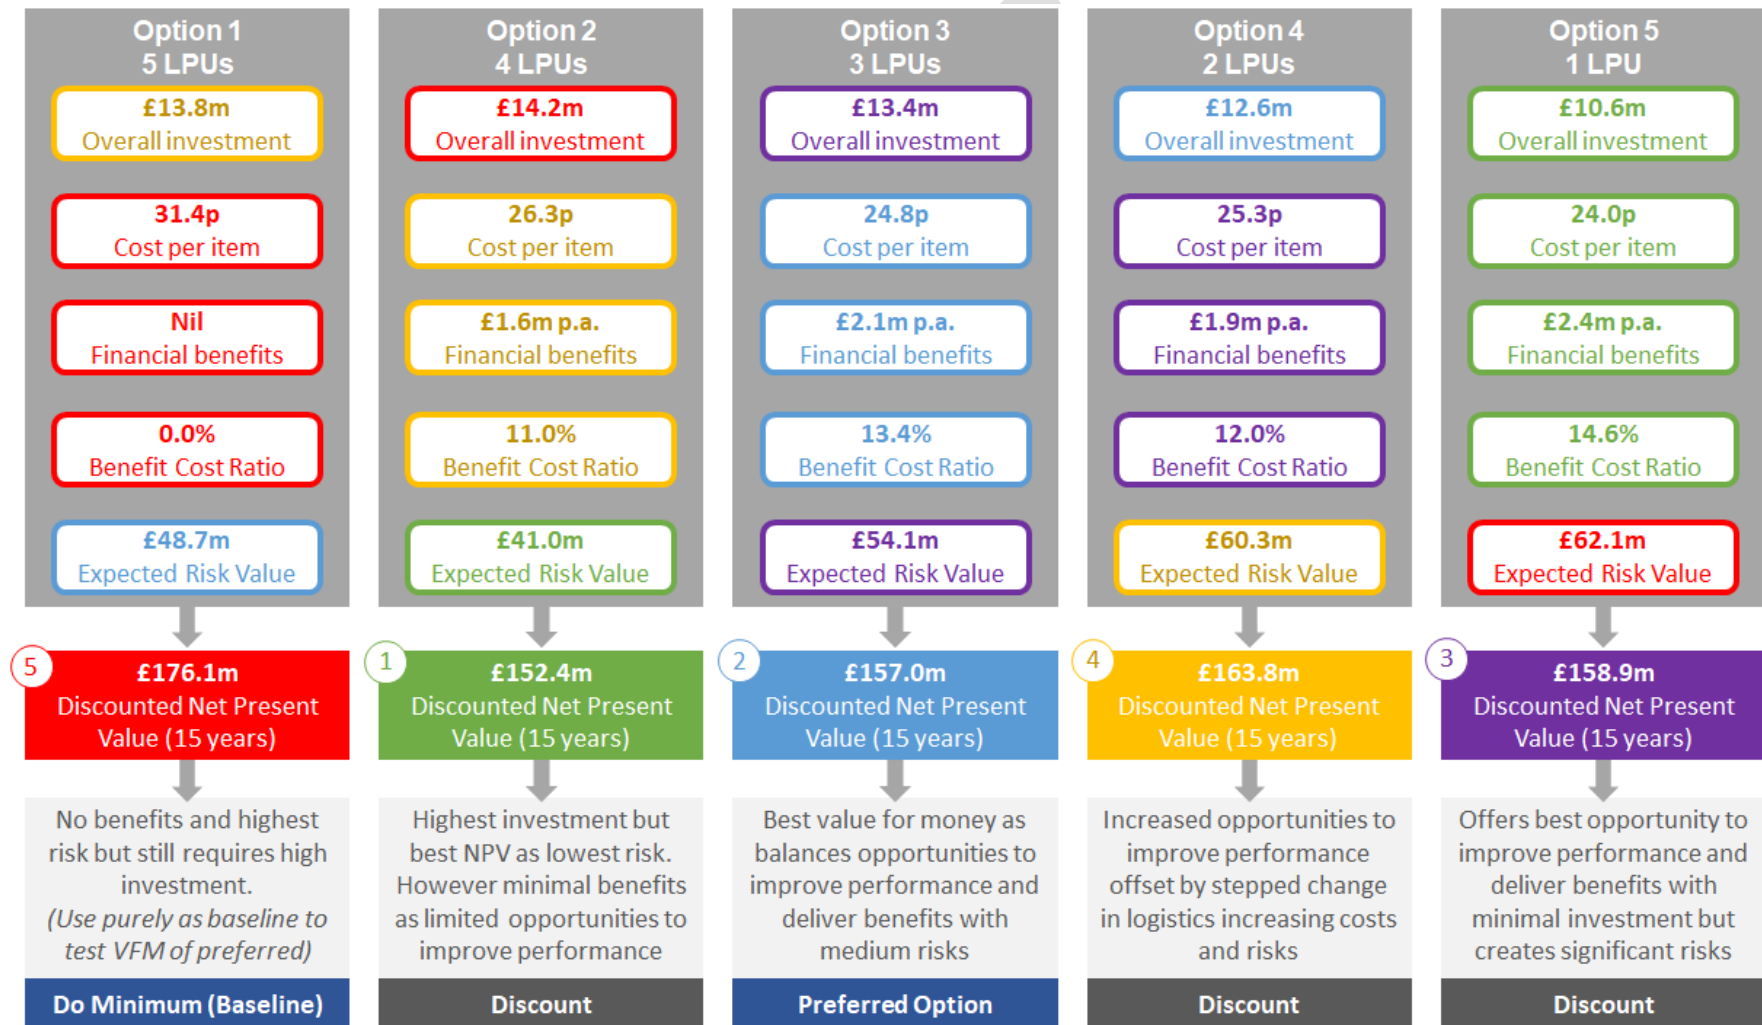 Option 1
5 LPUs
£13.8m
Overall investment
31.4p
Cost per item
Nil
Financial benefits
0.0%
Benefit Cost Ratio
£48.7m
Expected Risk Value
5
£176.1m
Discounted Net Present
Value (15 years)
No benefits and highest
risk but still requires high
investment.
(Use purely as baseline to
test VFM of preferred)
Do Minimum (Baseline)
Option 2
4 LPUs
£14.2m
Overall investment
26.3p
Cost per item
£1.6m p.a.
Financial benefits
11.0%
Benefit Cost Ratio
£41.0m
Expected Risk Value
1
£152.4m
Discounted Net Present
Value (15 years)
Highest investment but
best NPV as lowest risk.
However minimal benefits
as limited opportunities to
improve performance
Discount
Option 3
3 LPUs
£13.4m
Overall investment
24.8p
Cost per item
£2.1m p.a.
Financial benefits
13.4%
Benefit Cost Ratio
£54.1m
Expected Risk Value
2
£157.0m
Discounted Net Present
Value (15 years)
Best value for money as
balances opportunities to
improve performance and
deliver benefits with
medium risks
Preferred Option
Option 4
2 LPUs
£12.6m
Overall investment
25.3p
Cost per item
£1.9m p.a.
Financial benefits
12.0%
Benefit Cost Ratio
£60.3m
Expected Risk Value
4
£163.8m
Discounted Net Present
Value (15 years)
Increased opportunities to
improve performance
offset by stepped change
in logistics increasing costs
and risks
Discount
Option 5
1 LPU
£10.6m
Overall investment
24.0p
Cost per item
£2.4m p.a.
Financial benefits
14.6%
Benefit Cost Ratio
£62.1m
Expected Risk Value
3
£158.9m
Discounted Net Present
Value (15 years)
Offers best opportunity to
improve performance and
deliver benefits with
minimal investment but
creates significant risks
Discount